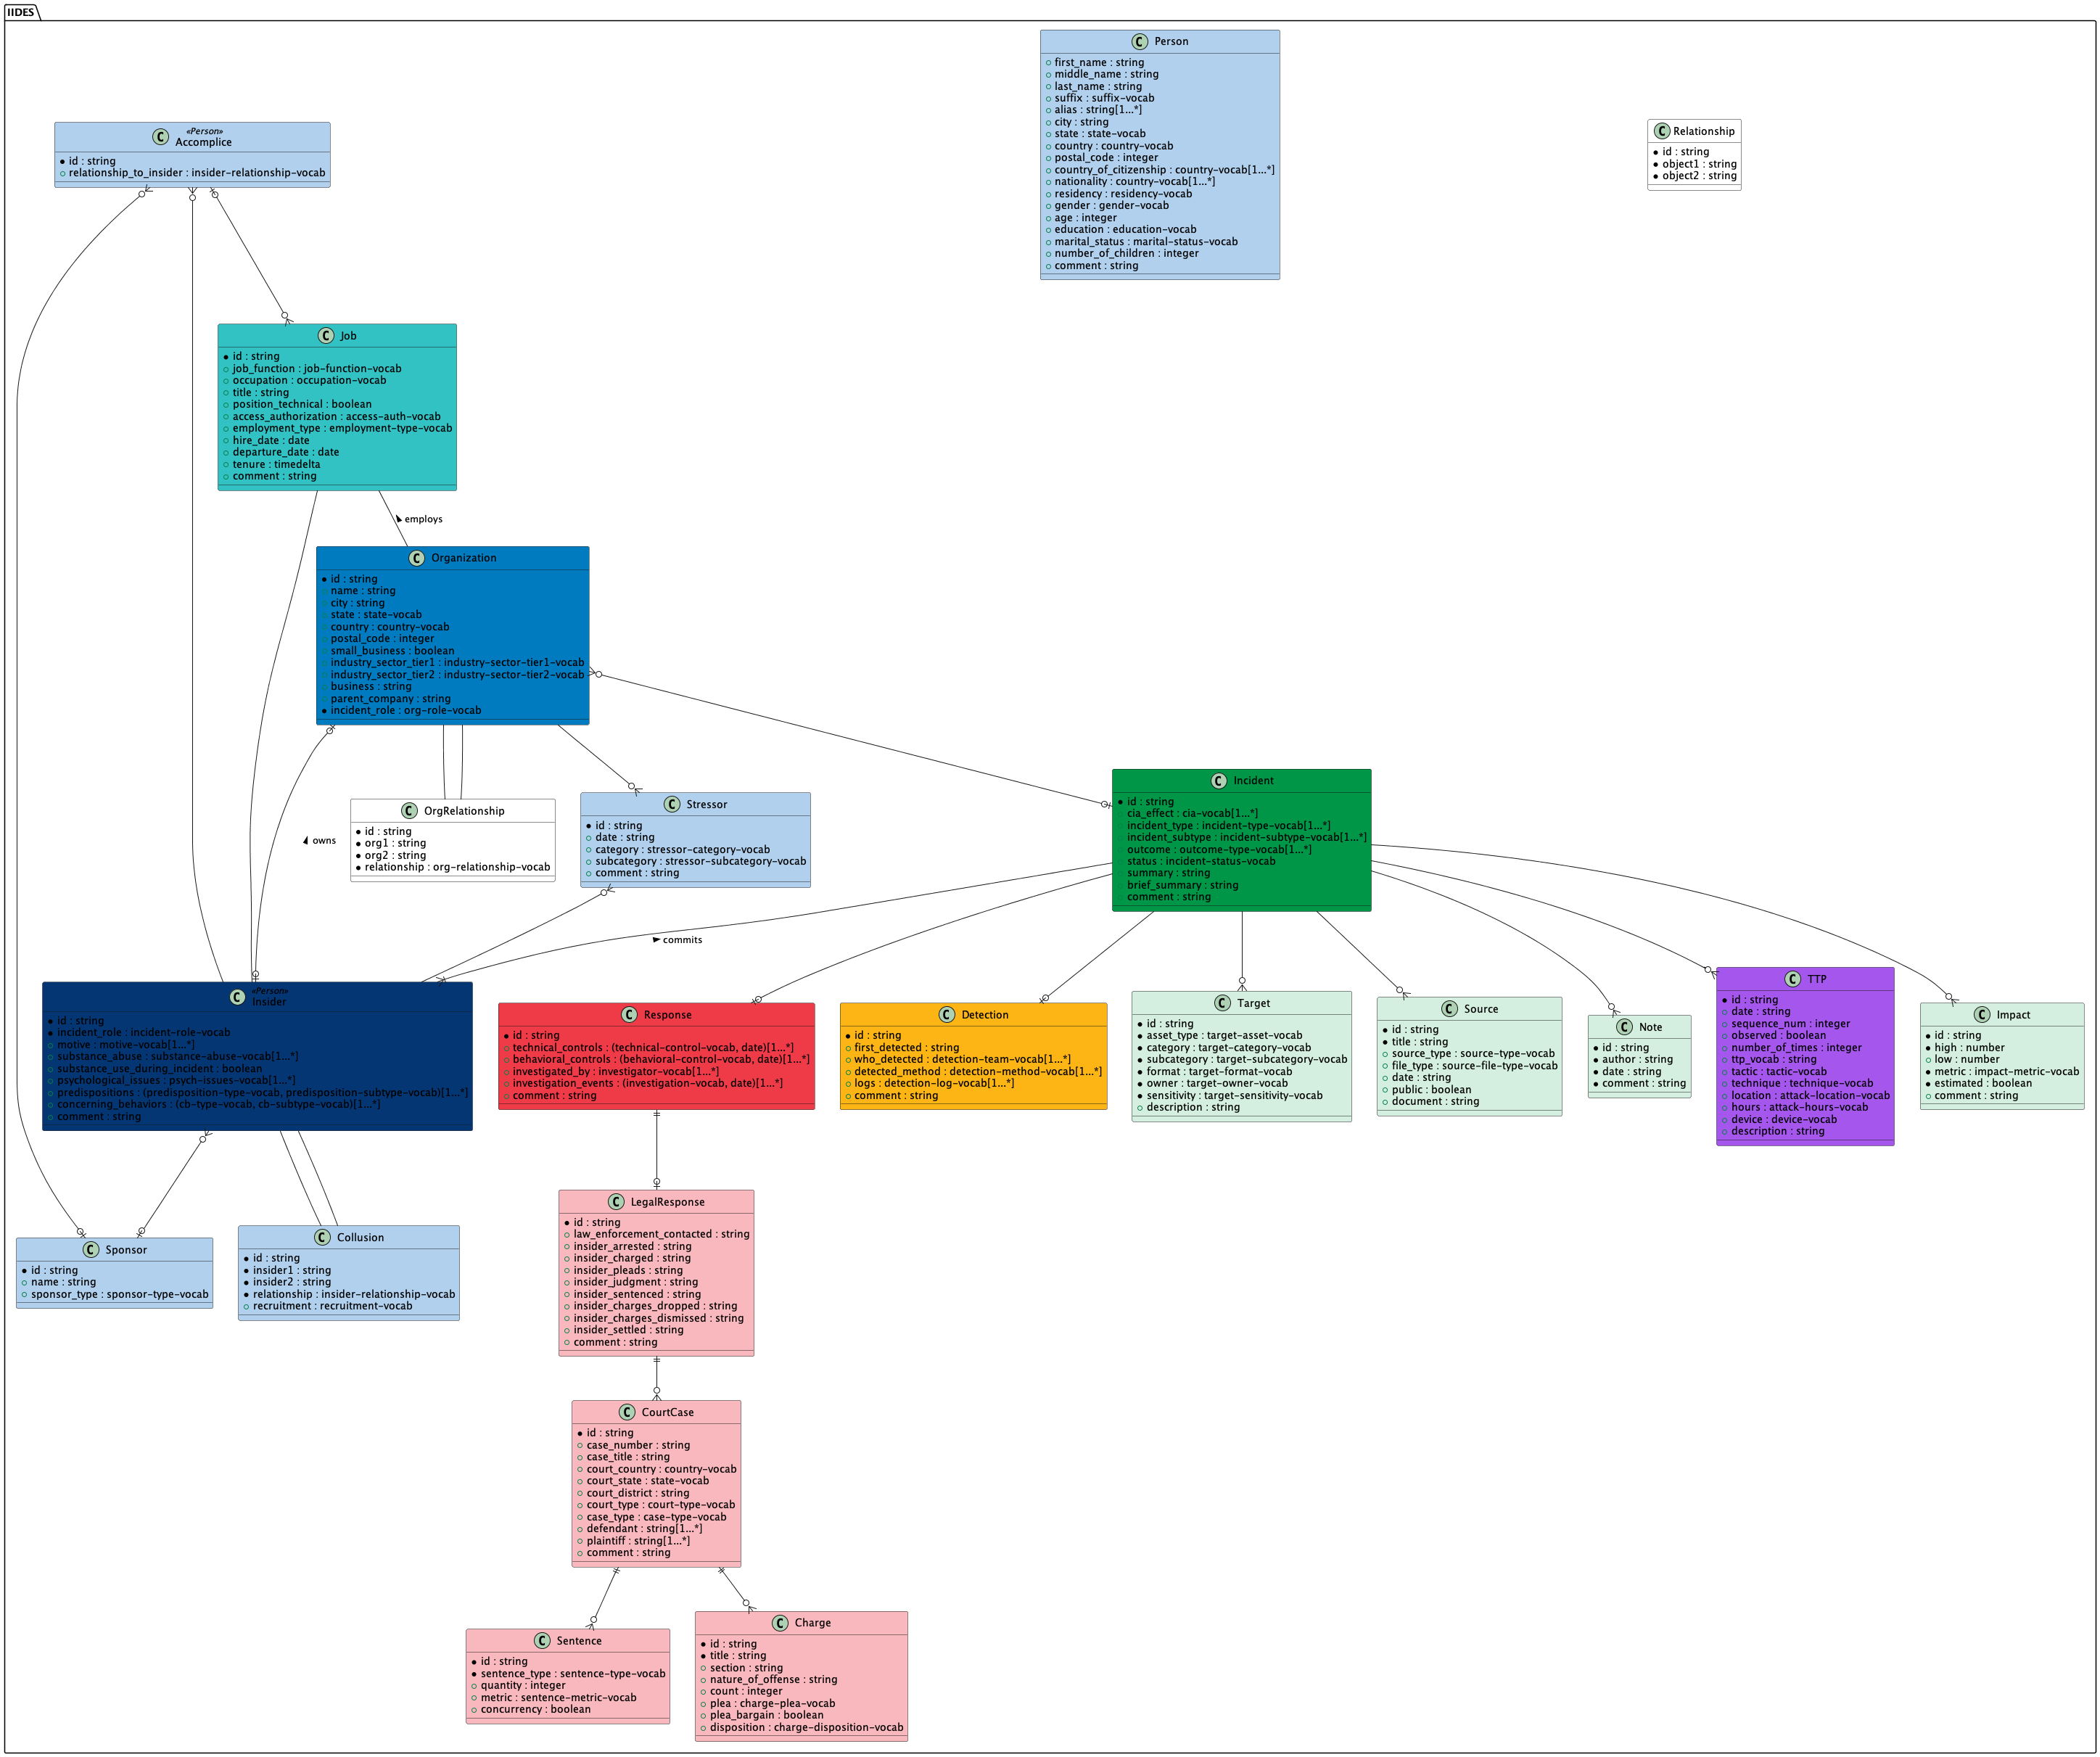 IIDES
C Person
first_name : string
middle_name : string
last_name : string
suffix : suffix-vocab
alias : string[1...*]
city : string
state : state-vocab
country : country-vocab
postal_code : integer
country_of_citizenship : country-vocab[1...*]
nationality : country-vocab[1...*]
residency : residency-vocab
gender : gender-vocab
age : integer
education : education-vocab
marital_status : marital-status-vocab
number_of_children : integer
comment : string
C Relationship
id : string
object1 : string
object2 : string
«Person»
C Accomplice
id : string
relationship_to_insider : insider-relationship-vocab
C Job
id : string
job_function : job-function-vocab
occupation : occupation-vocab
title : string
position_technical : boolean
access_authorization : access-auth-vocab
employment_type : employment-type-vocab
hire_date : date
departure_date : date
tenure : timedelta
comment : string
employs
C Organization
id : string
name : string
city : string
state : state-vocab
country : country-vocab
postal_code : integer
small_business : boolean
industry_sector_tier1 : industry-sector-tier1-vocab
industry_sector_tier2 : industry-sector-tier2-vocab
business : string
parent_company : string
incident_role : org-role-vocab
owns
C OrgRelationship
id : string
org1 : string
org2 : string
relationship : org-relationship-vocab
C Stressor
id : string
date : string
category : stressor-category-vocab
subcategory : stressor-subcategory-vocab
comment : string
C Incident
id : string
cia_effect : cia-vocab[1...*]
incident_type : incident-type-vocab[1...*]
incident_subtype : incident-subtype-vocab[1...*]
outcome : outcome-type-vocab[1...*]
status : incident-status-vocab
summary : string
brief_summary : string
comment : string
commits
«Person»
C Insider
id : string
incident_role : incident-role-vocab
motive : motive-vocab[1...*]
substance_abuse : substance-abuse-vocab[1...*]
substance_use_during_incident : boolean
psychological_issues : psych-issues-vocab[1...*]
predispositions : (predisposition-type-vocab, predisposition-subtype-vocab)[1...*]
concerning_behaviors : (cb-type-vocab, cb-subtype-vocab)[1...*]
comment : string
C Response
id : string
technical_controls : (technical-control-vocab, date)[1...*]
behavioral_controls : (behavioral-control-vocab, date)[1...*]
investigated_by : investigator-vocab[1...*]
investigation_events : (investigation-vocab, date)[1...*]
comment : string
C Detection
id : string
first_detected : string
who_detected : detection-team-vocab[1...*]
detected_method : detection-method-vocab[1...*]
logs : detection-log-vocab[1...*]
comment : string
C Target
id : string
asset_type : target-asset-vocab
category : target-category-vocab
subcategory : target-subcategory-vocab
format : target-format-vocab
owner : target-owner-vocab
sensitivity : target-sensitivity-vocab
description : string
C Source
id : string
title : string
source_type : source-type-vocab
file_type : source-file-type-vocab
date : string
public : boolean
document : string
C Note
id : string
author : string
date : string
comment : string
C TTP
id : string
date : string
sequence_num : integer
observed : boolean
number_of_times : integer
ttp_vocab : string
tactic : tactic-vocab
technique : technique-vocab
location : attack-location-vocab
hours : attack-hours-vocab
device : device-vocab
description : string
C Impact
id : string
high : number
low : number
metric : impact-metric-vocab
estimated : boolean
comment : string
C Sponsor
id : string
name : string
sponsor_type : sponsor-type-vocab
C Collusion
id : string
insider1 : string
insider2 : string
relationship : insider-relationship-vocab
recruitment : recruitment-vocab
C LegalResponse
id : string
law_enforcement_contacted : string
insider_arrested : string
insider_charged : string
insider_pleads : string
insider_judgment : string
insider_sentenced : string
insider_charges_dropped : string
insider_charges_dismissed : string
insider_settled : string
comment : string
C CourtCase
id : string
case_number : string
case_title : string
court_country : country-vocab
court_state : state-vocab
court_district : string
court_type : court-type-vocab
case_type : case-type-vocab
defendant : string[1...*]
plaintiff : string[1...*]
comment : string
C Sentence
id : string
sentence_type : sentence-type-vocab
quantity : integer
metric : sentence-metric-vocab
concurrency : boolean
C Charge
id : string
title : string
section : string
nature_of_offense : string
count : integer
plea : charge-plea-vocab
plea_bargain : boolean
disposition : charge-disposition-vocab